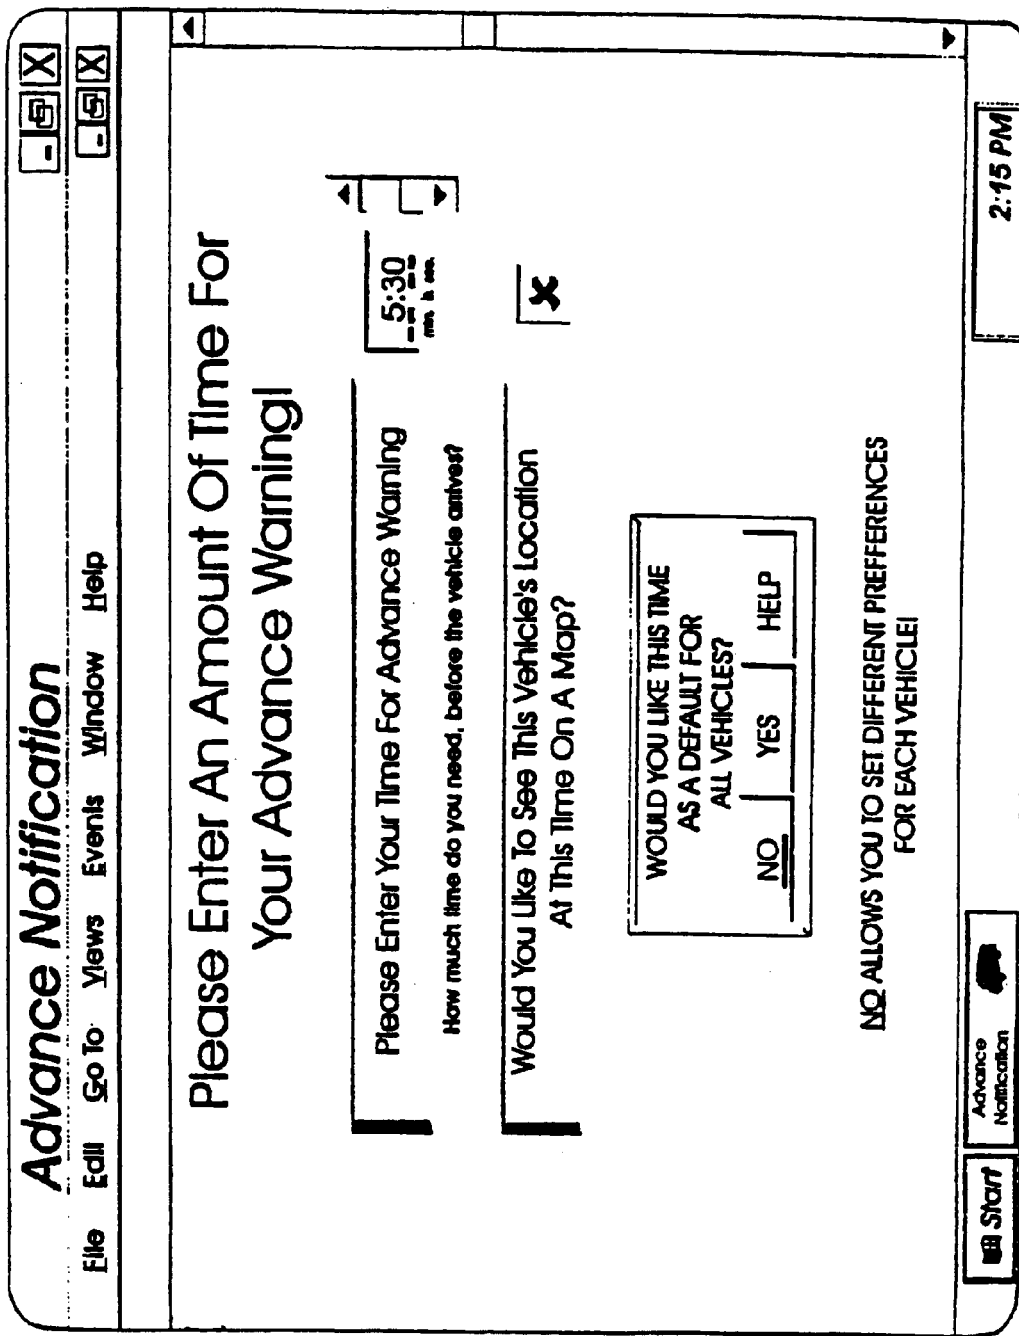 Advance Notification
File Edit Go To Views Events Window Help
Please Enter An Amount Of Time For
Your Advance Warning!
Please Enter Your Time For Advance Warning
5:30
min. & sec.
How much time do you need, before the vehicle arrives?
Would You Like To See This Vehicle's Location
At This Time On A Map?
X
WOULD YOU LIKE THIS TIME
AS A DEFAULT FOR
ALL VEHICLES?
NO YES HELP
NO ALLOWS YOU TO SET DIFFERENT PREFFERENCES
FOR EACH VEHICLE!
Start
Advance
Notification
2:15 PM